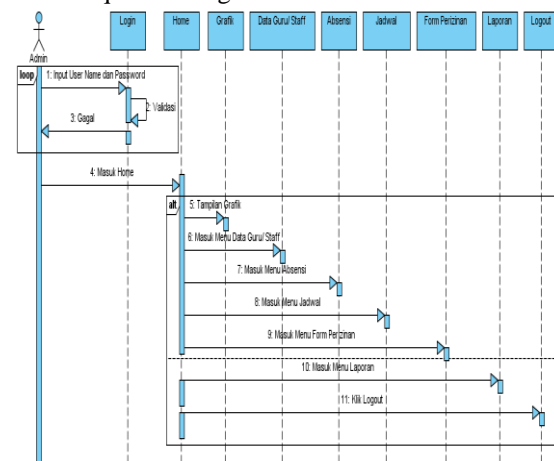 Login
Home
Grafik
Data Guru/ Staff
Absensi
Jadwal
Form Perizinan
Laporan
Logout
Admin
loop
1: Input User Name dan Password
2: Validasi
3: Gagal
4: Masuk Home
alt
5: Tampilan Grafik
6: Masuk Menu Data Guru/ Staff
7: Masuk Menu Absensi
8: Masuk Menu Jadwal
9: Masuk Menu Form Perizinan
10: Masuk Menu Laporan
11: Klik Logout